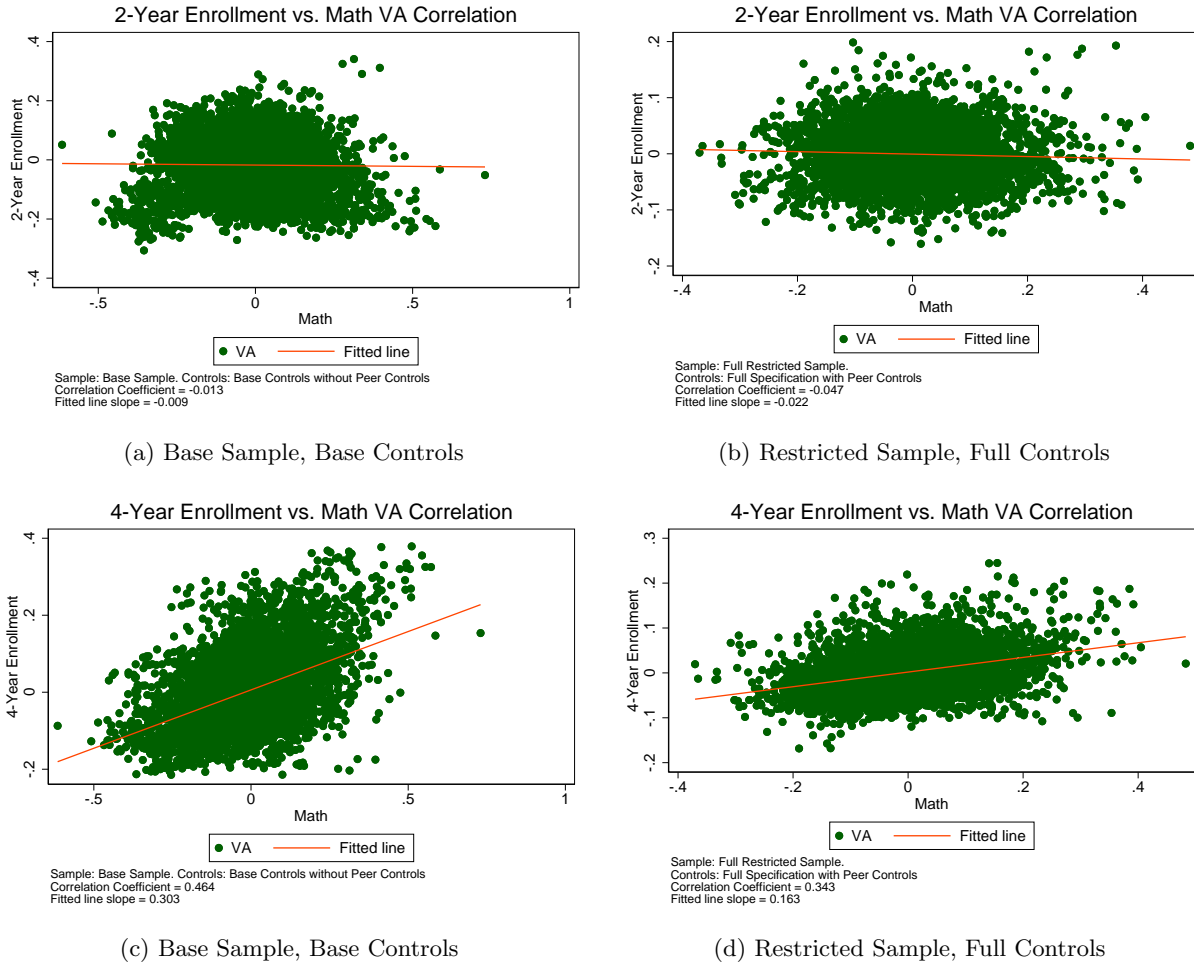 2-Year Enrollment vs. Math VA Correlation
2-Year Enrollment
.4
.2
0
-.2
-.4
-.5
0
.5
1
Math
VA
Fitted line
Sample: Base Sample. Controls: Base Controls without Peer Controls
Correlation Coefficient = -0.013
Fitted line slope = -0.009
(a) Base Sample, Base Controls
2-Year Enrollment vs. Math VA Correlation
2-Year Enrollment
.2
.1
0
-.1
-.2
-.4
-.2
0
.2
.4
Math
VA
Fitted line
Sample: Full Restricted Sample.
Controls: Full Specification with Peer Controls
Correlation Coefficient = -0.047
Fitted line slope = -0.022
(b) Restricted Sample, Full Controls
4-Year Enrollment vs. Math VA Correlation
4-Year Enrollment
.4
.2
0
-.2
-.5
0
.5
1
Math
VA
Fitted line
Sample: Base Sample. Controls: Base Controls without Peer Controls
Correlation Coefficient = 0.464
Fitted line slope = 0.303
(c) Base Sample, Base Controls
4-Year Enrollment vs. Math VA Correlation
4-Year Enrollment
.3
.2
.1
0
-.1
-.2
-.4
-.2
0
.2
.4
Math
VA
Fitted line
Sample: Full Restricted Sample.
Controls: Full Specification with Peer Controls
Correlation Coefficient = 0.343
Fitted line slope = 0.163
(d) Restricted Sample, Full Controls